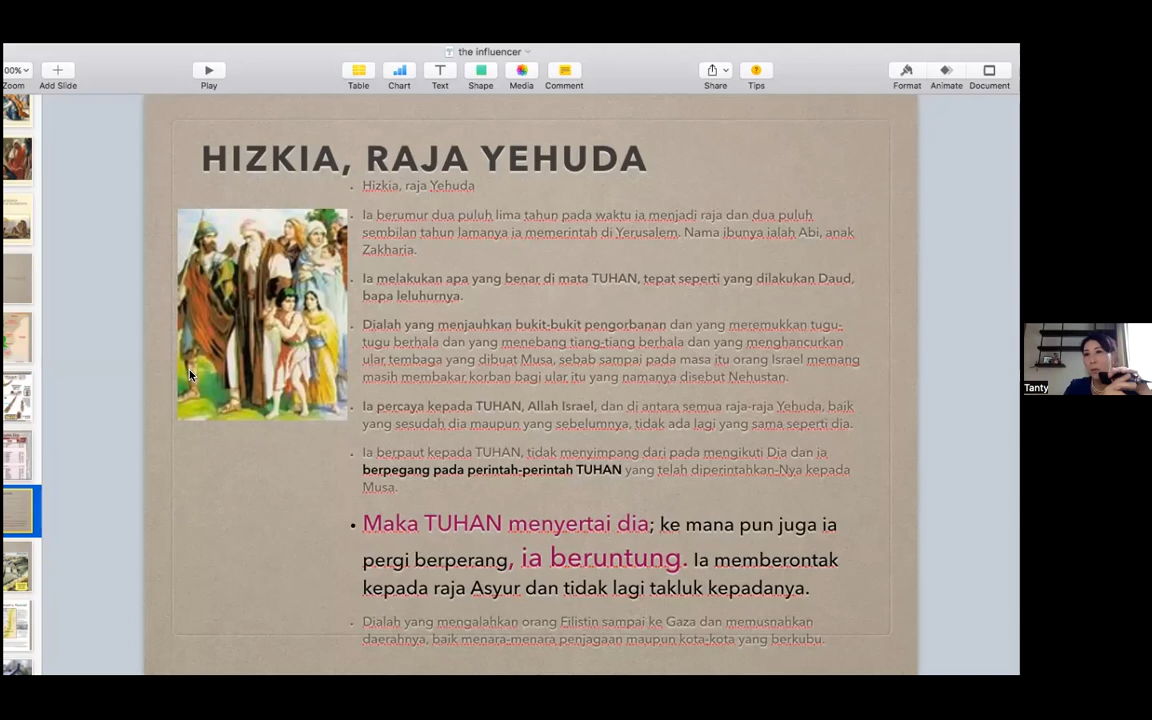 the influencer
00%
Zoom
Add Slide
Play
Table
Chart
Text
Shape
Media
Comment
Share
Tips
Format
Animate
Document
HIZKIA, RAJA YEHUDA
Hizkia, raja Yehuda
Ia berumur dua puluh lima tahun pada waktu ia menjadi raja dan dua puluh
sembilan tahun lamanya ia memerintah di Yerusalem. Nama ibunya ialah Abi, anak
Zakharia.
Ia melakukan apa yang benar di mata TUHAN, tepat seperti yang dilakukan Daud,
bapa leluhurnya.
Dialah yang menjauhkan bukit-bukit pengorbanan dan yang meremukkan tugu-
tugu berhala dan yang menebang tiang-tiang berhala dan yang menghancurkan
ular tembaga yang dibuat Musa, sebab sampai pada masa itu orang Israel memang
masih membakar korban bagi ular itu yang namanya disebut Nehustan.
Ia percaya kepada TUHAN, Allah Israel, dan di antara semua raja-raja Yehuda, baik
yang sesudah dia maupun yang sebelumnya, tidak ada lagi yang sama seperti dia.
Ia berpaut kepada TUHAN, tidak menyimpang dari pada mengikuti Dia dan ia
berpegang pada perintah-perintah TUHAN yang telah diperintahkan-Nya kepada
Musa.
Maka TUHAN menyertai dia; ke mana pun juga ia
pergi berperang, ia beruntung. Ia memberontak
kepada raja Asyur dan tidak lagi takluk kepadanya.
Dialah yang mengalahkan orang Filistin sampai ke Gaza dan memusnahkan
daerahnya, baik menara-menara penjagaan maupun kota-kota yang berkubu.
Tanty